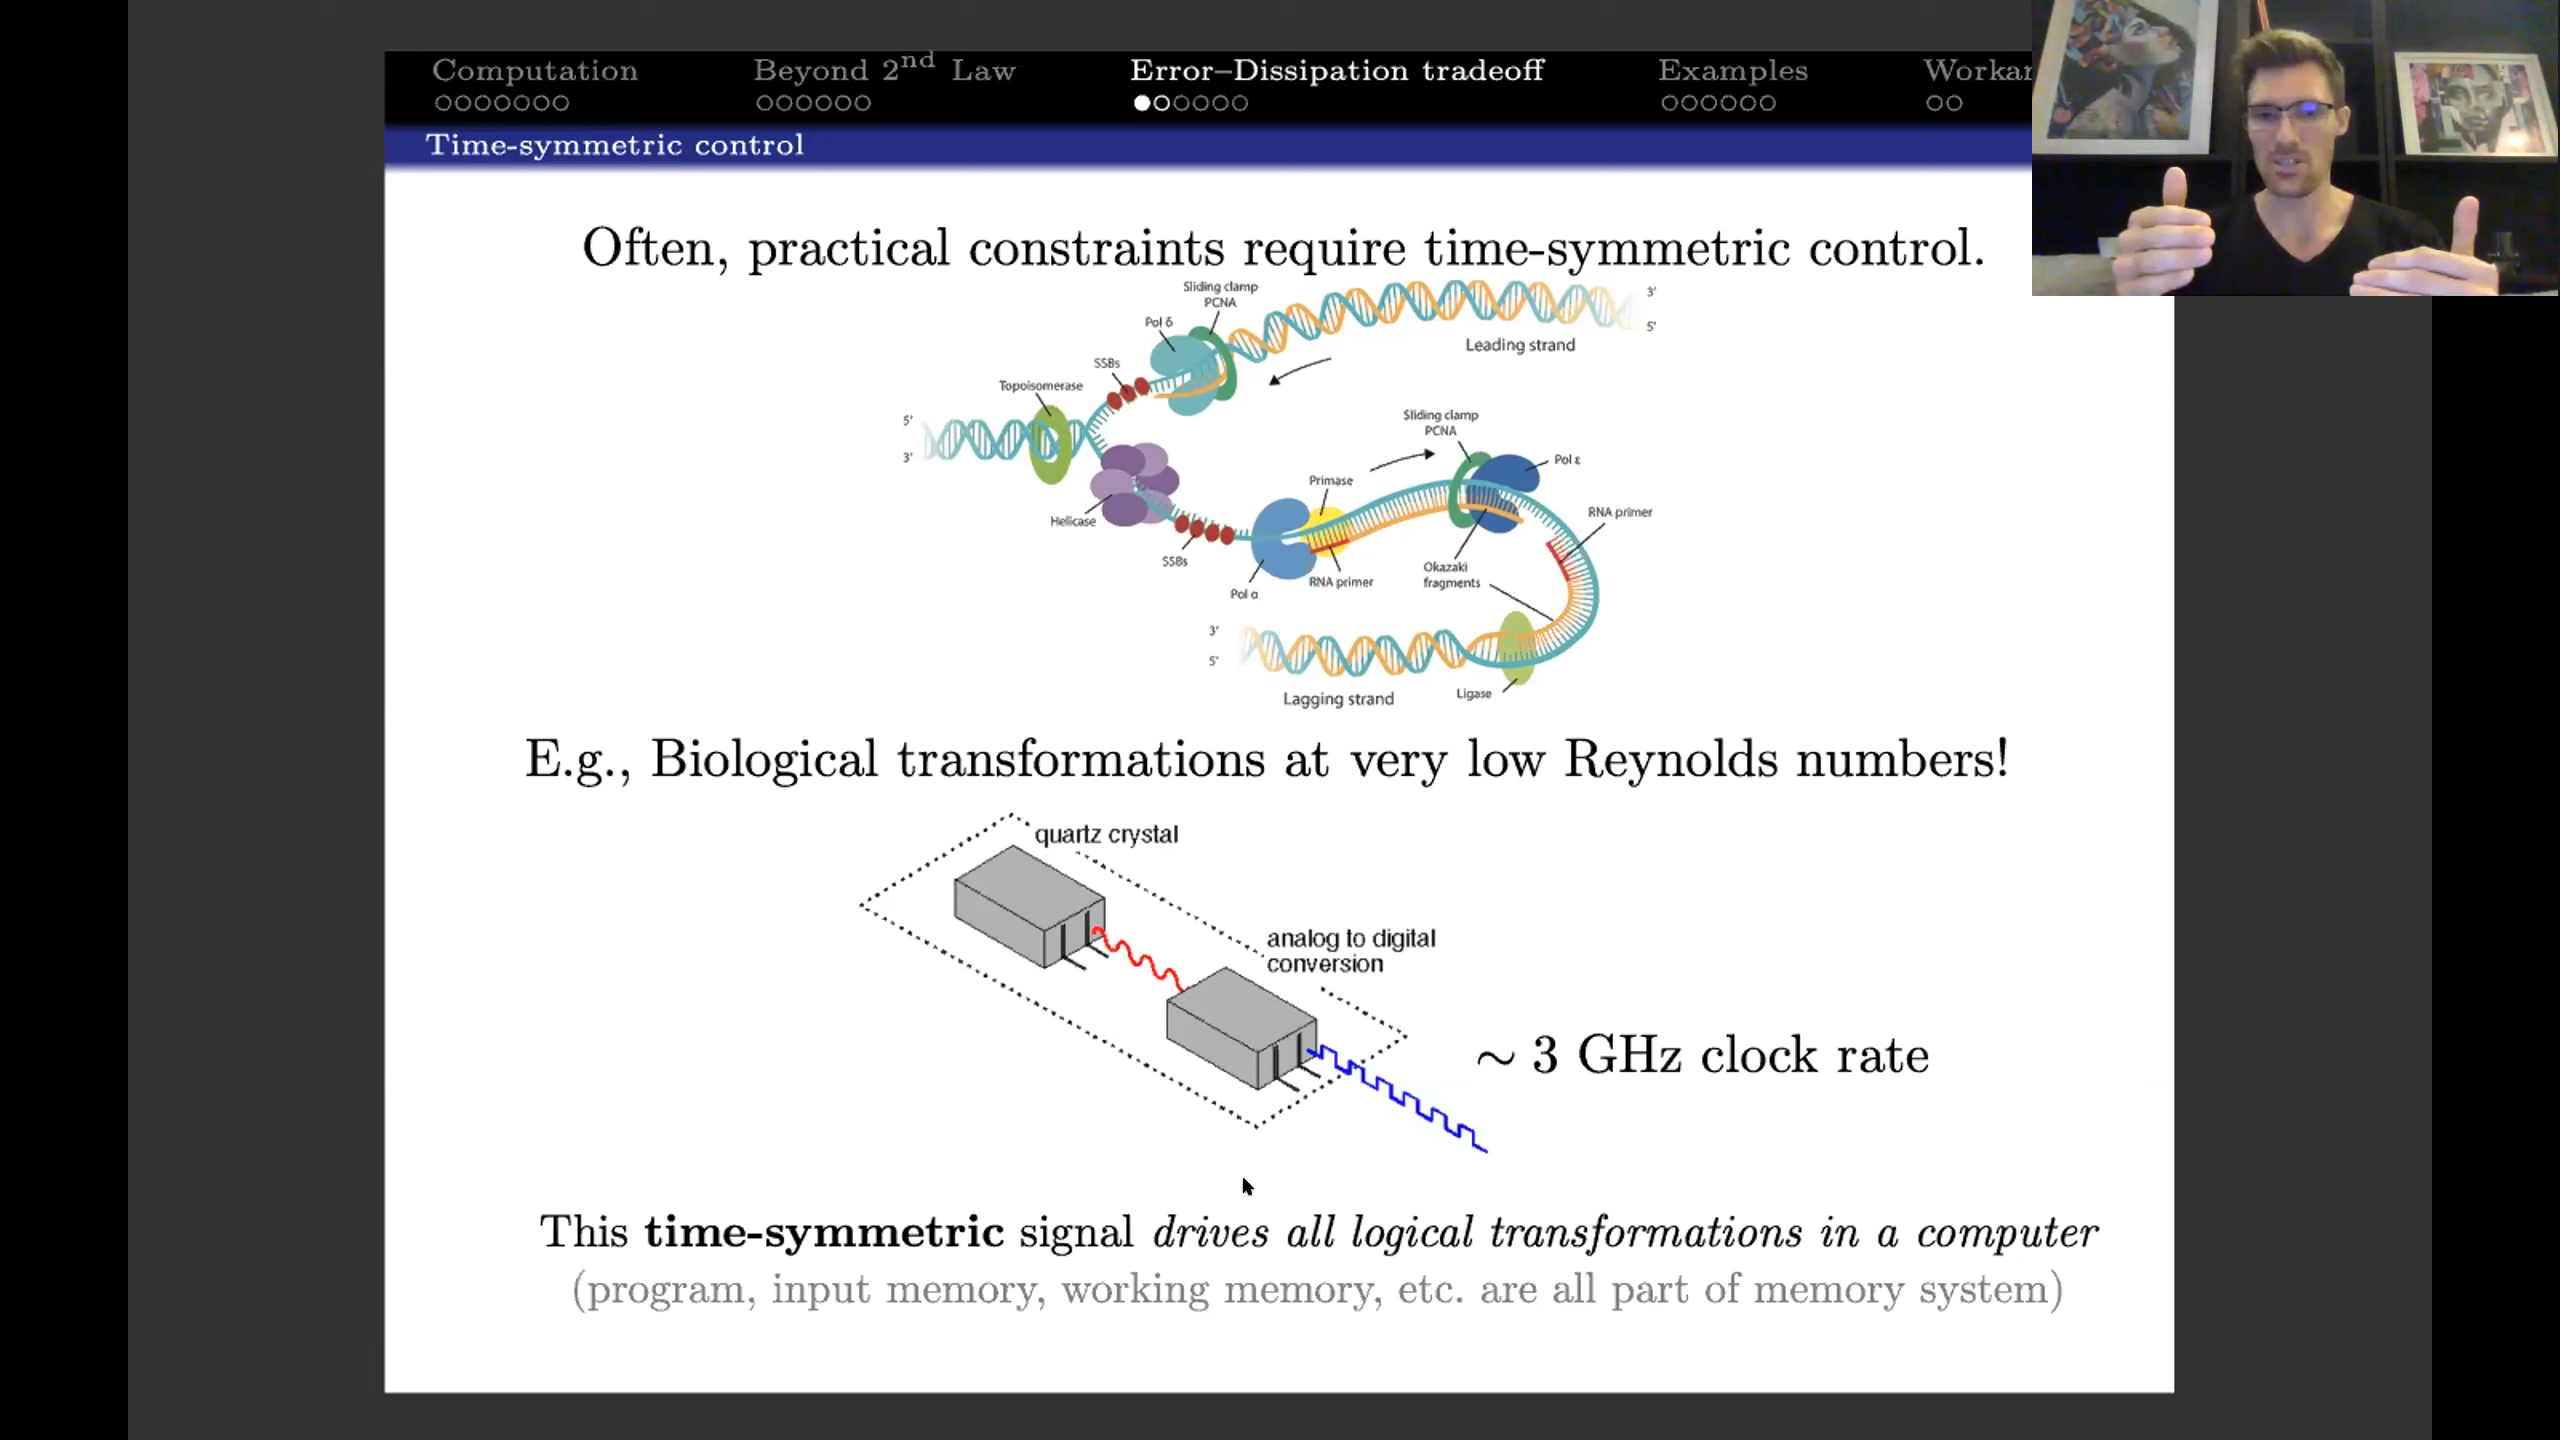 Computation Beyond 2nd Law Error–Dissipation tradeoff Examples
Time-symmetric control
Often, practical constraints require time-symmetric control.
Sliding clamp
PCNA
3'
Pol δ
5'
Leading strand
SSBs
Topoisomerase
5'
3'
Sliding clamp
PCNA
Pol ε
Primase
RNA primer
Helicase
SSBs
Okazaki
fragments
RNA primer
Pol α
3'
5'
Ligase
Lagging strand
E.g., Biological transformations at very low Reynolds numbers!
quartz crystal
analog to digital
conversion
~ 3 GHz clock rate
This time-symmetric signal drives all logical transformations in a computer
(program, input memory, working memory, etc. are all part of memory system)